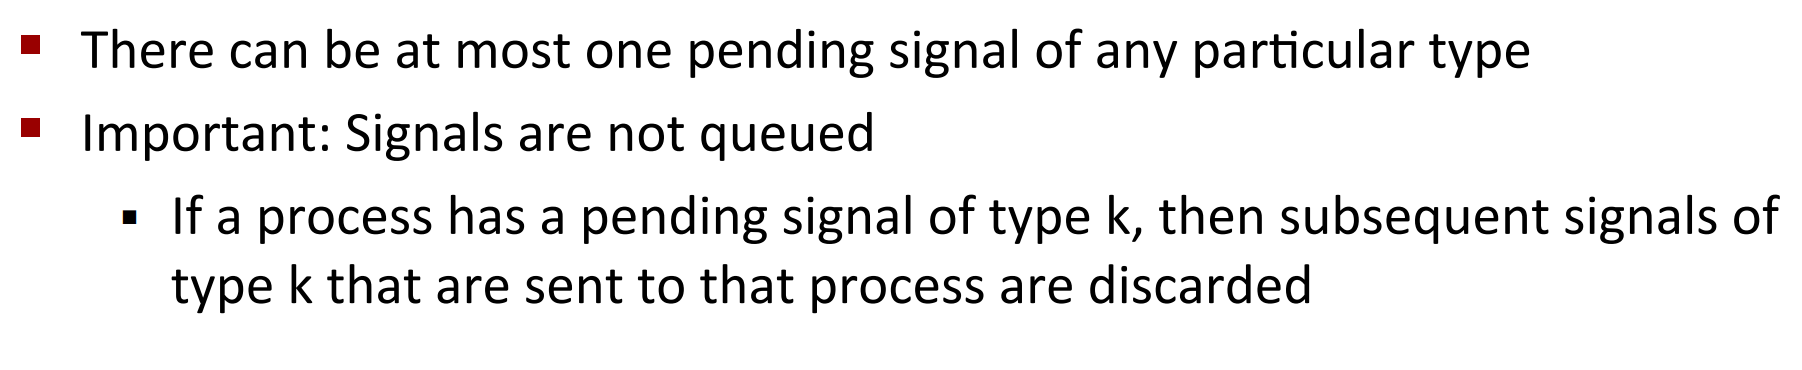 There can be at most one pending signal of any particular type
Important: Signals are not queued
If a process has a pending signal of type k, then subsequent signals of
type k that are sent to that process are discarded